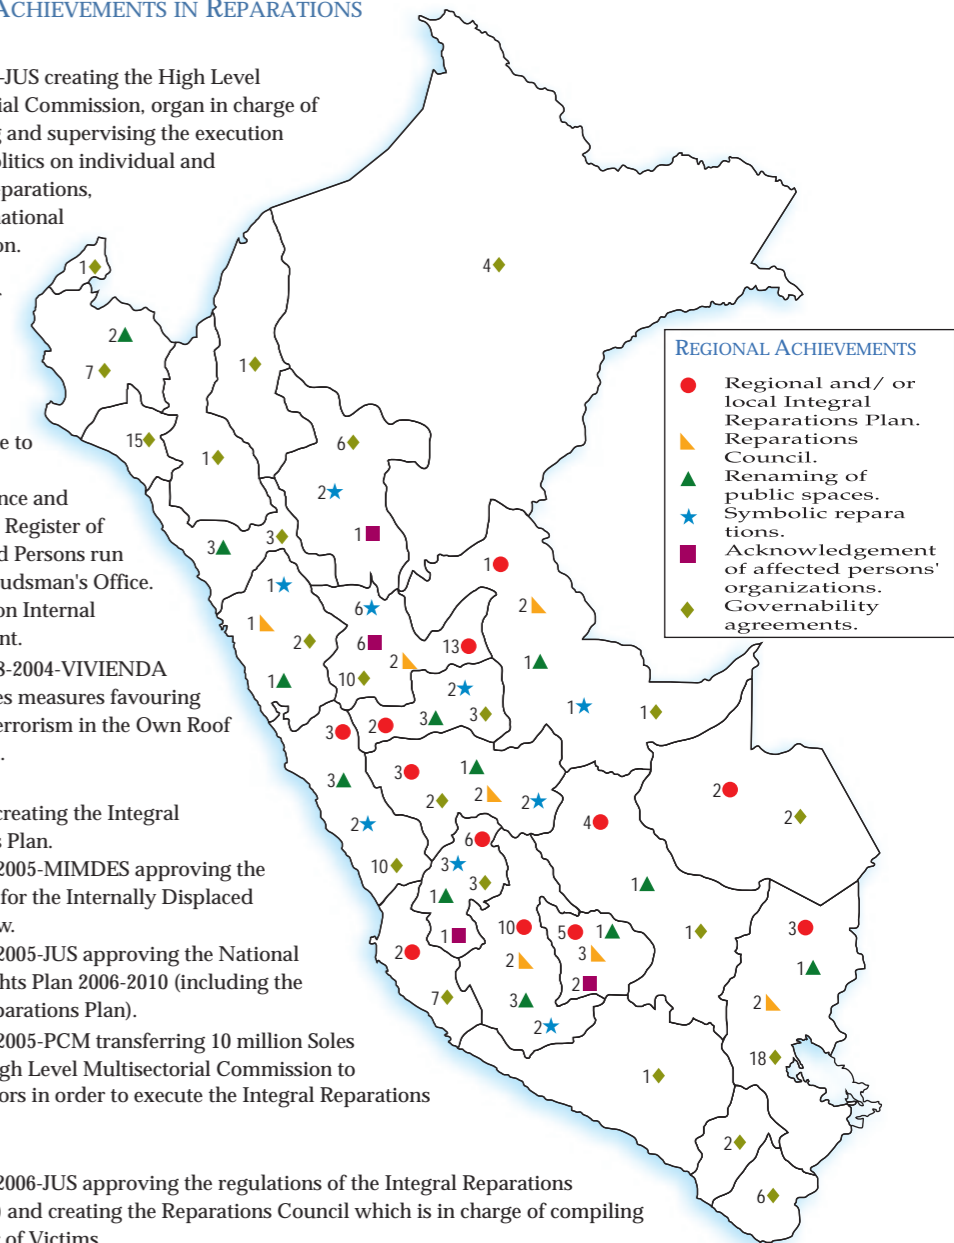 ACHIEVEMENTS IN REPARATIONS
-JUS creating the High Level
ial Commission, organ in charge of
g and supervising the execution
olitics on individual and
eparations,
national
on.
.
e to
nce and
Register of
d Persons run
budsman's Office.
on Internal
nt.
8-2004-VIVIENDA
es measures favouring
errorism in the Own Roof
.
creating the Integral
s Plan.
2005-MIMDES approving the
for the Internally Displaced
w.
2005-JUS approving the National
ghts Plan 2006-2010 (including the
parations Plan).
2005-PCM transferring 10 million Soles
gh Level Multisectorial Commission to
ors in order to execute the Integral Reparations
2006-JUS approving the regulations of the Integral Reparations
) and creating the Reparations Council which is in charge of compiling
r of Victims
REGIONAL ACHIEVEMENTS
Regional and/ or
local Integral
Reparations Plan.
Reparations
Council.
Renaming of
public spaces.
Symbolic repara
tions.
Acknowledgement
of affected persons'
organizations.
Governability
agreements.
1
4
2
7
1
15
1
6
2
1
3
3
1
1
2
1
6
6
2
10
13
1
2
1
1
1
2
2
3
3
3
3
2
10
3
1
2
2
2
4
1
1
2
2
6
3
3
1
1
2
7
10
2
3
2
5
1
3
2
3
1
2
18
1
2
6